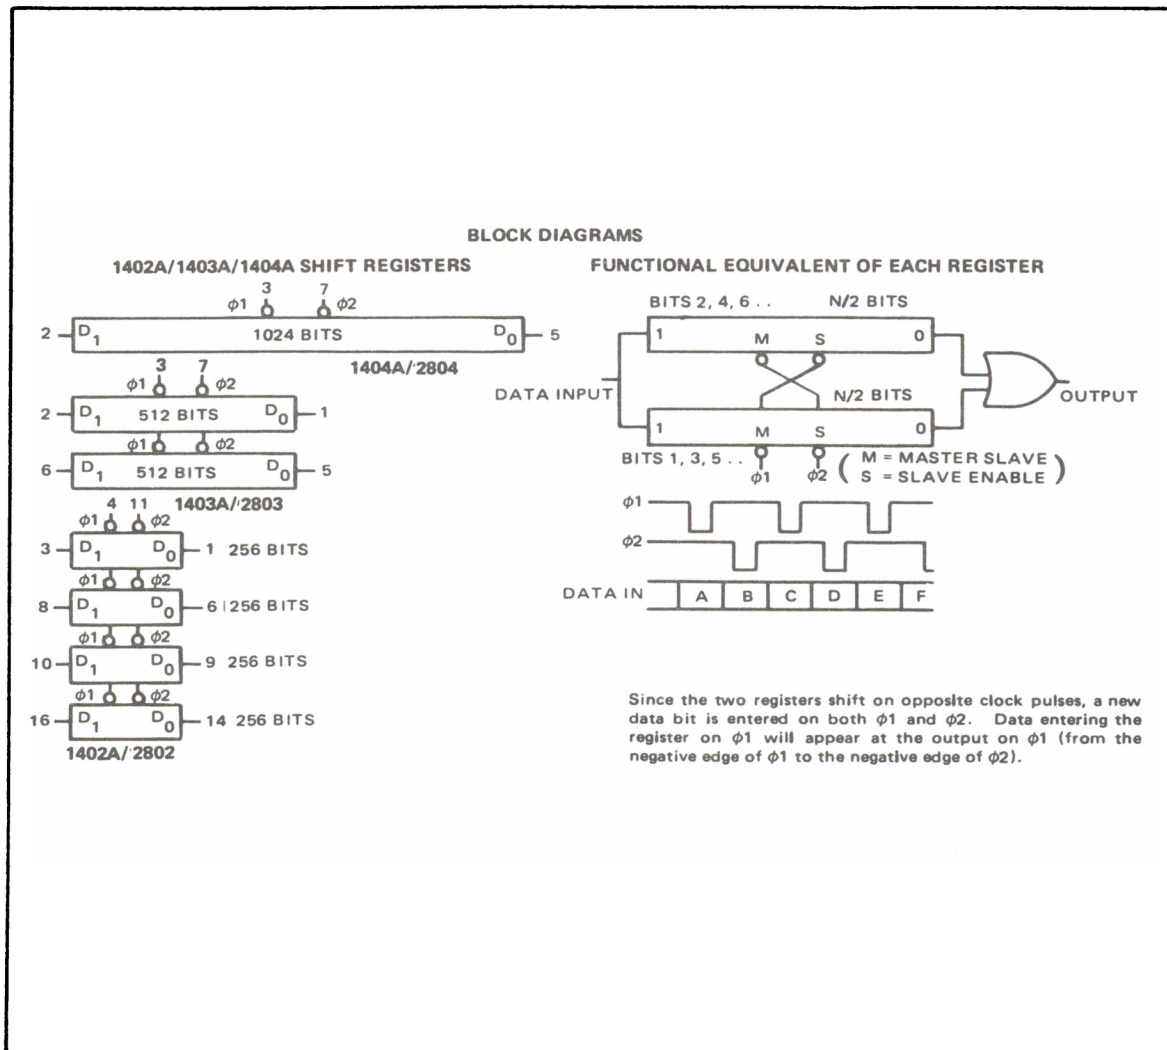 BLOCK DIAGRAMS
1402A/1403A/1404A SHIFT REGISTERS
3 7
φ1 φ2
2 D1 1024 BITS D0 5
1404A/'2804
3 7
φ1 φ2
2 D1 512 BITS D0 1
φ1 φ2
6 D1 512 BITS D0 5
1403A/'2803
4 11
φ1 φ2
3 D1 D0 1 256 BITS
φ1 φ2
8 D1 D0 6 256 BITS
φ1 φ2
10 D1 D0 9 256 BITS
φ1 φ2
16 D1 D0 14 256 BITS
1402A/'2802
FUNCTIONAL EQUIVALENT OF EACH REGISTER
BITS 2, 4, 6 . . N/2 BITS
1 M S 0
DATA INPUT N/2 BITS OUTPUT
1 M S 0
BITS 1, 3, 5 . . φ1 φ2 ( M = MASTER SLAVE
S = SLAVE ENABLE )
φ1
φ2
DATA IN A B C D E F
Since the two registers shift on opposite clock pulses, a new
data bit is entered on both φ1 and φ2. Data entering the
register on φ1 will appear at the output on φ1 (from the
negative edge of φ1 to the negative edge of φ2).